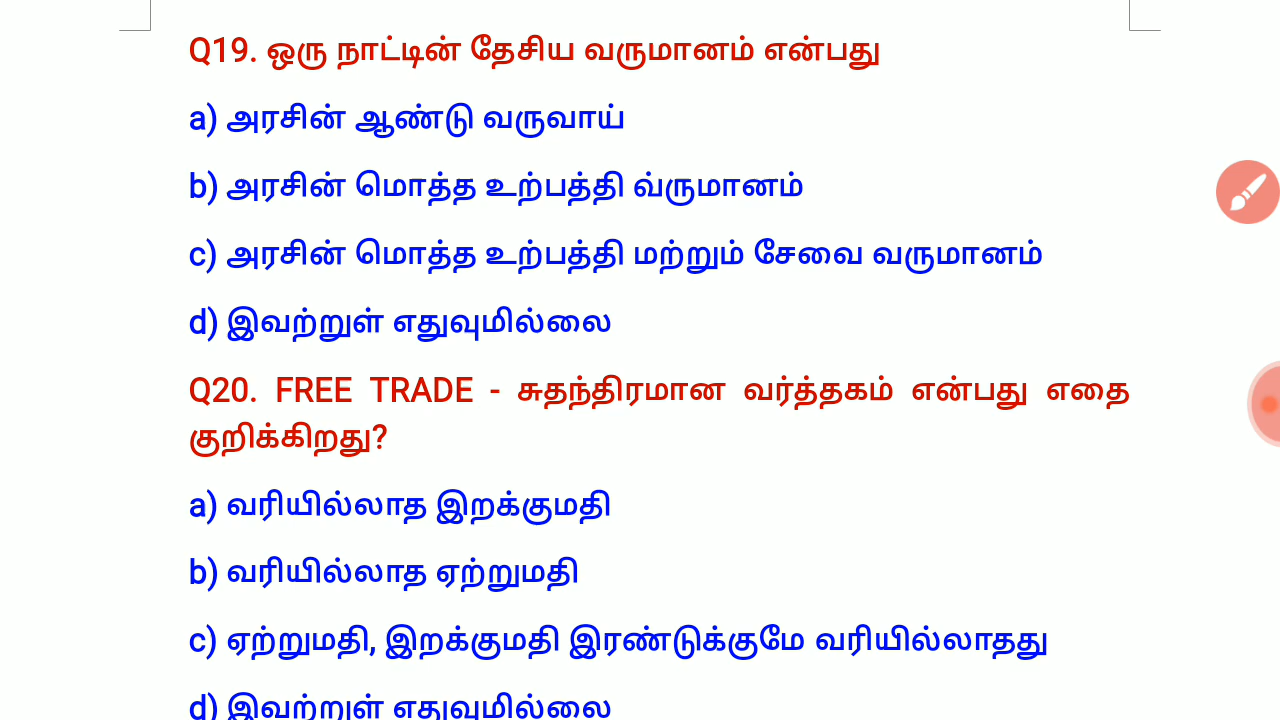 Q19. ஒரு நாட்டின் தேசிய வருமானம் என்பது
a) அரசின் ஆண்டு வருவாய்
b) அரசின் மொத்த உற்பத்தி வ்ருமானம்
c) அரசின் மொத்த உற்பத்தி மற்றும் சேவை வருமானம்
d) இவற்றுள் எதுவுமில்லை
Q20. FREE TRADE - சுதந்திரமான வர்த்தகம் என்பது எதை
குறிக்கிறது?
a) வரியில்லாத இறக்குமதி
b) வரியில்லாத ஏற்றுமதி
c) ஏற்றுமதி, இறக்குமதி இரண்டுக்குமே வரியில்லாதது
d) இவற்றுள் எதுவுமில்லை